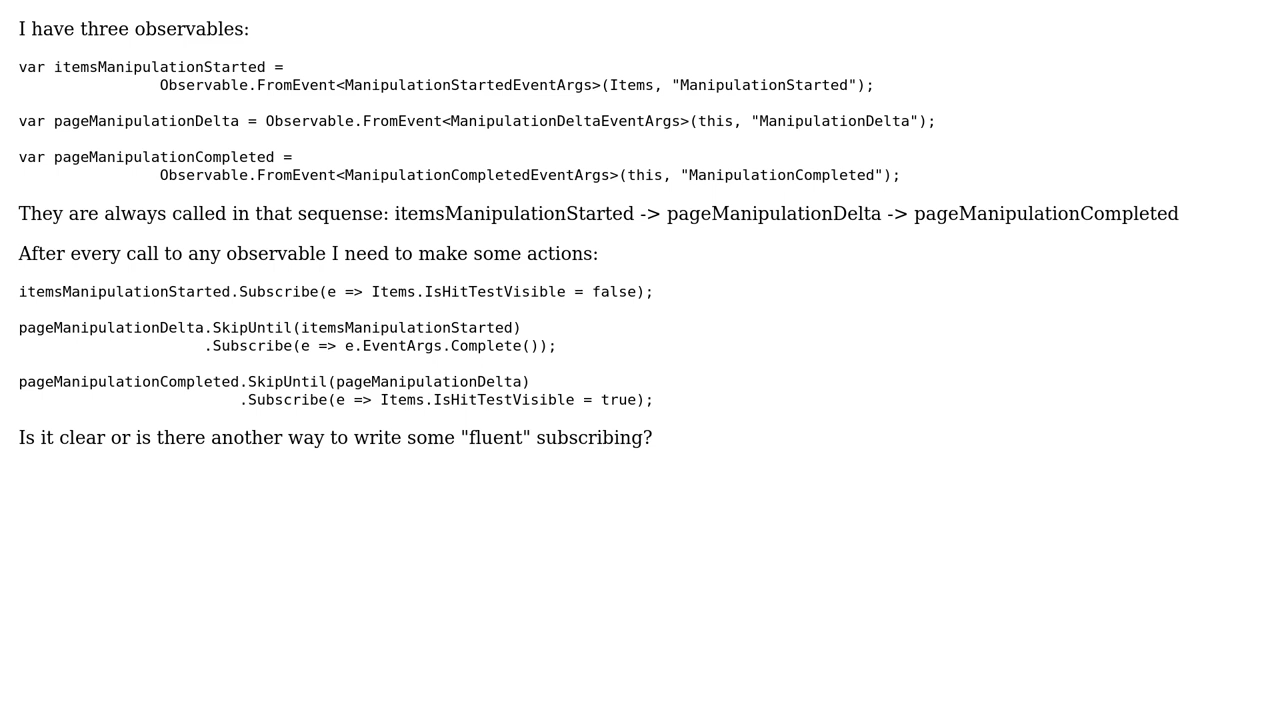 I have three observables:
var itemsManipulationStarted =
                Observable.FromEvent<ManipulationStartedEventArgs>(Items, "ManipulationStarted");
var pageManipulationDelta = Observable.FromEvent<ManipulationDeltaEventArgs>(this, "ManipulationDelta");
var pageManipulationCompleted =
                Observable.FromEvent<ManipulationCompletedEventArgs>(this, "ManipulationCompleted");
They are always called in that sequense: itemsManipulationStarted -> pageManipulationDelta -> pageManipulationCompleted
After every call to any observable I need to make some actions:
itemsManipulationStarted.Subscribe(e => Items.IsHitTestVisible = false);
pageManipulationDelta.SkipUntil(itemsManipulationStarted)
                     .Subscribe(e => e.EventArgs.Complete());
pageManipulationCompleted.SkipUntil(pageManipulationDelta)
                         .Subscribe(e => Items.IsHitTestVisible = true);
Is it clear or is there another way to write some "fluent" subscribing?